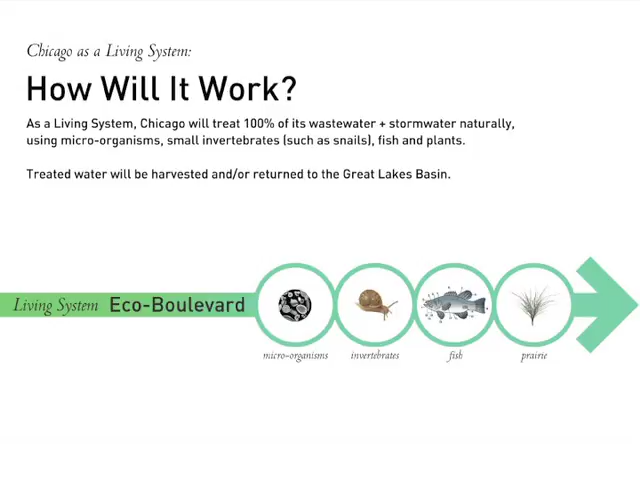 Chicago as a Living System:
How Will It Work?
As a Living System, Chicago will treat 100% of its wastewater + stormwater naturally,
using micro-organisms, small invertebrates (such as snails), fish and plants.
Treated water will be harvested and/or returned to the Great Lakes Basin.
Living System Eco-Boulevard
micro-organisms invertebrates fish prairie